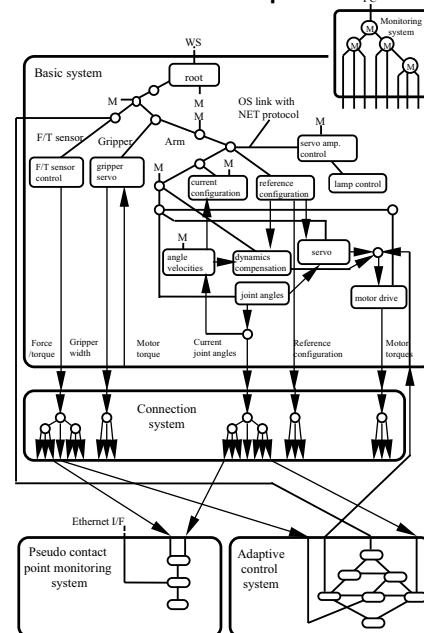 Monitoring
system
M
M
M
M
WS
Basic system
root
M
M
M
OS link with
NET protocol
M
F/T sensor
Gripper
Arm
servo amp.
control
F/T sensor
control
gripper
servo
M
M
current
configuration
reference
configuration
lamp control
M
angle
velocities
dynamics
compensation
servo
joint angles
motor drive
Force
/torque
Gripper
width
Motor
torque
Current
joint angles
Reference
configuration
Motor
torques
Connection
system
Ethernet I/F
Pseudo contact
point monitoring
system
Adaptive
control
system